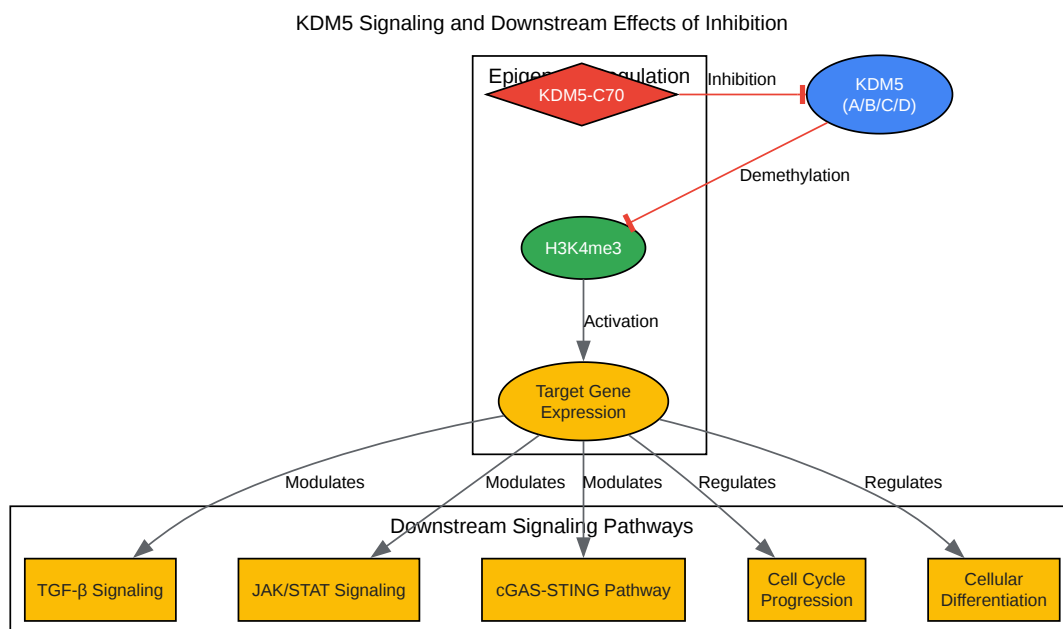 KDM5 Signaling and Downstream Effects of Inhibition
KDM5-C70
Inhibition
KDM5
(A/B/C/D)
Demethylation
H3K4me3
Activation
Target Gene
Expression
Modulates
Modulates
Modulates
Regulates
Regulates
Downstream Signaling Pathways
TGF-β Signaling
JAK/STAT Signaling
cGAS-STING Pathway
Cell Cycle
Progression
Cellular
Differentiation